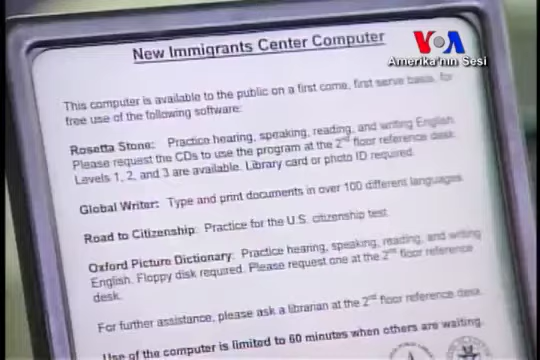 New Immigrants Center Computer
VOA
Amerika'nın Sesi
This computer is available to the public on a first come, first serve basis, for
free use of the following software:
Rosetta Stone: Practice hearing, speaking, reading, and writing English.
Please request the CDs to use the program at the 2nd floor reference desk.
Levels 1, 2, and 3 are available. Library card or photo ID required.
Global Writer: Type and print documents in over 100 different languages.
Road to Citizenship: Practice for the U.S. citizenship test.
Oxford Picture Dictionary: Practice hearing, speaking, reading, and writing
English. Floppy disk required. Please request one at the 2nd floor reference
desk.
For further assistance, please ask a librarian at the 2nd floor reference desk.
Use of the computer is limited to 60 minutes when others are waiting.